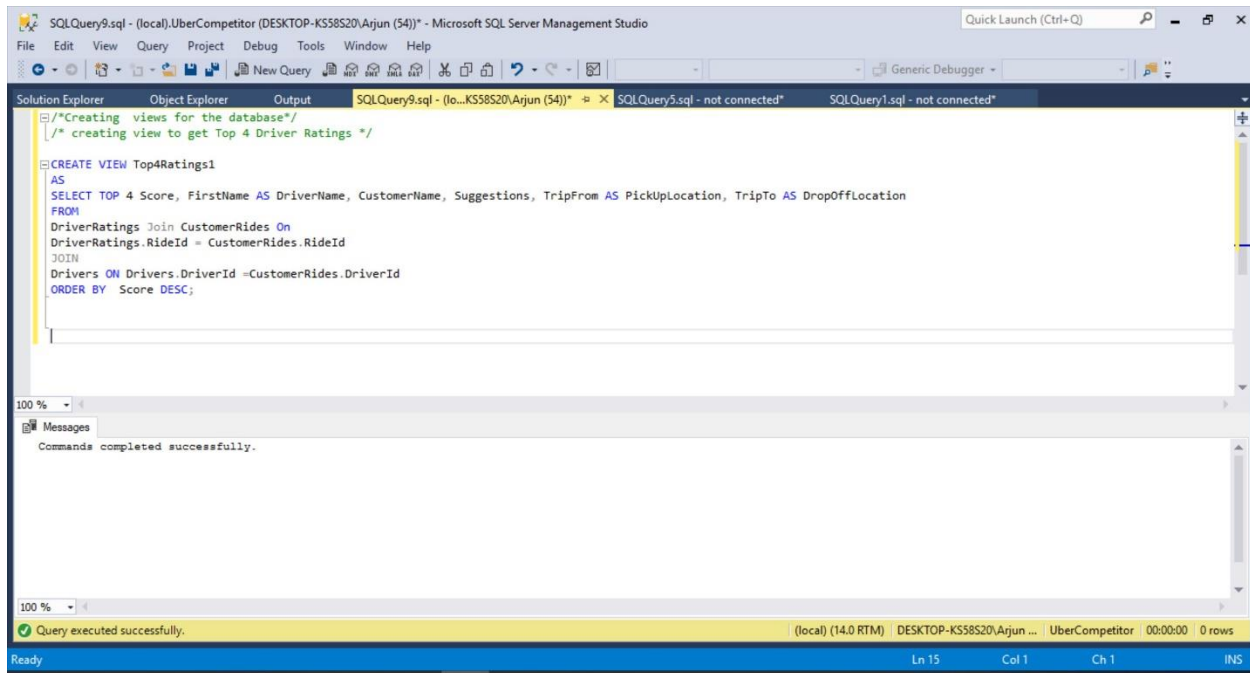 SQLQuery9.sql - (local).UberCompetitor (DESKTOP-KS58S20\Arjun (54))* - Microsoft SQL Server Management Studio
Quick Launch (Ctrl+Q)
File Edit View Query Project Debug Tools Window Help
New Query
Generic Debugger
Solution Explorer Object Explorer Output SQLQuery9.sql - (lo...KS58S20\Arjun (54))* SQLQuery5.sql - not connected* SQLQuery1.sql - not connected*
/*Creating  views for the database*/
/* creating view to get Top 4 Driver Ratings */
CREATE VIEW Top4Ratings1
AS
SELECT TOP 4 Score, FirstName AS DriverName, CustomerName, Suggestions, TripFrom AS PickUpLocation, TripTo AS DropOffLocation
FROM
DriverRatings Join CustomerRides On
DriverRatings.RideId = CustomerRides.RideId
JOIN
Drivers ON Drivers.DriverId =CustomerRides.DriverId
ORDER BY  Score DESC;
100 %
Messages
Commands completed successfully.
100 %
Query executed successfully. (local) (14.0 RTM) DESKTOP-KS58S20\Arjun ... UberCompetitor 00:00:00 0 rows
Ready Ln 15 Col 1 Ch 1 INS